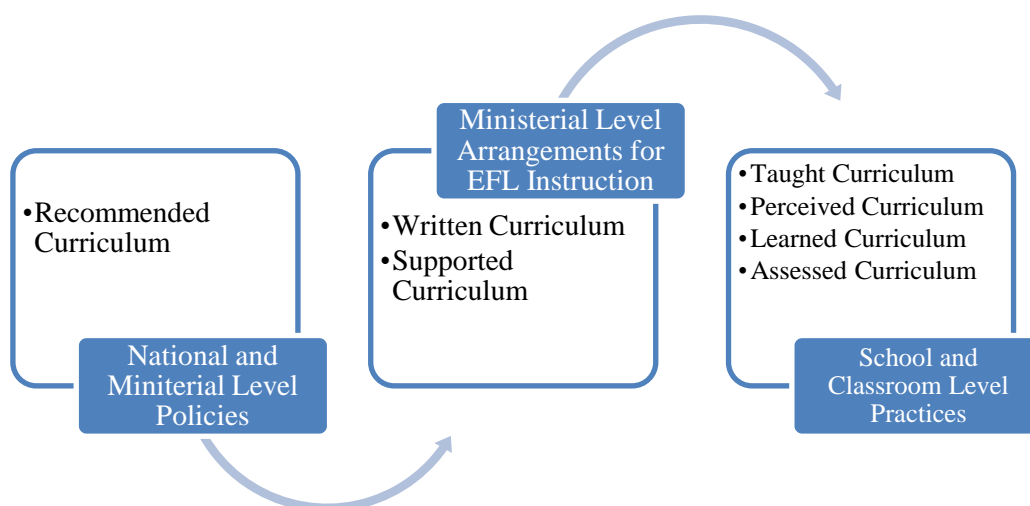 •Recommended
Curriculum
National and
Miniterial Level
Policies
Ministerial Level
Arrangements for
EFL Instruction
•Written Curriculum
•Supported
Curriculum
•Taught Curriculum
•Perceived Curriculum
•Learned Curriculum
•Assessed Curriculum
School and
Classroom Level
Practices